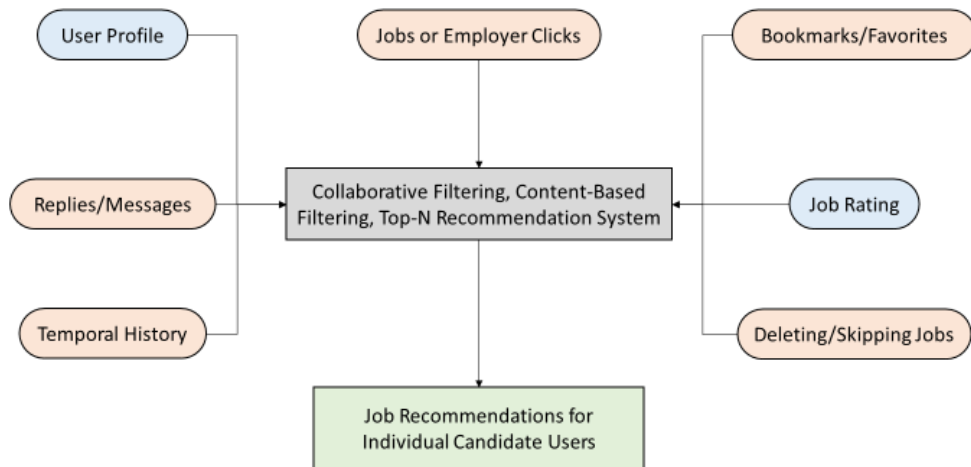 User Profile
Jobs or Employer Clicks
Bookmarks/Favorites
Replies/Messages
Collaborative Filtering, Content-Based
Filtering, Top-N Recommendation System
Job Rating
Temporal History
Deleting/Skipping Jobs
Job Recommendations for
Individual Candidate Users